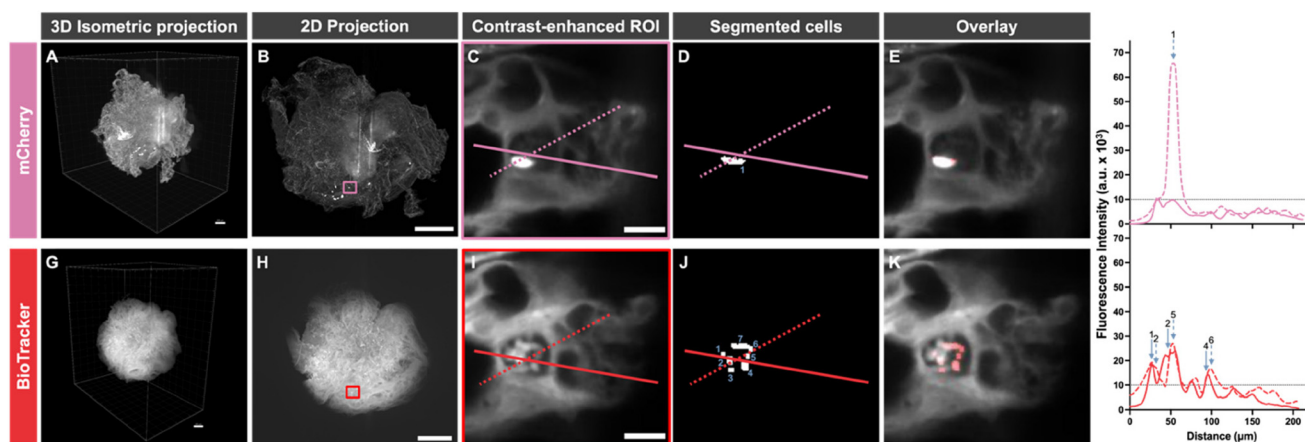 3D Isometric projection 2D Projection Contrast-enhanced ROI Segmented cells Overlay
mCherry
A B C D E
1
1
70
60
50
40
30
20
10
0
Fluorescence Intensity (a.u. x 10³)
BioTracker
G H I J K
7
6
1
5
2
4
3
70
60
50
40
30
20
10
0
1 2 2 5 4 6
0 50 100 150 200
Distance (µm)